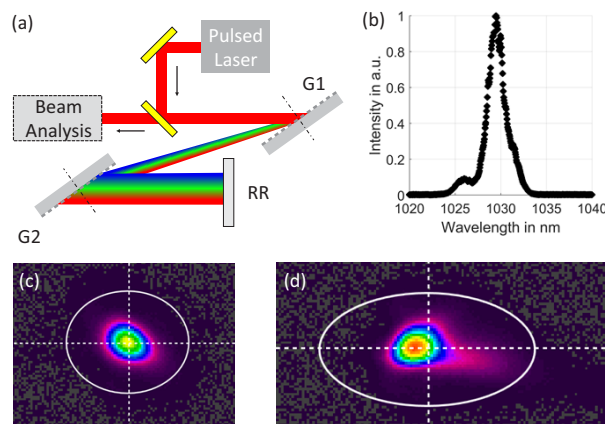 (a)
Pulsed
Laser
G1
Beam
Analysis
RR
G2
(b)
Intensity in a.u.
1
0.8
0.6
0.4
0.2
0
1020 1025 1030 1035 1040
Wavelength in nm
(c)
(d)